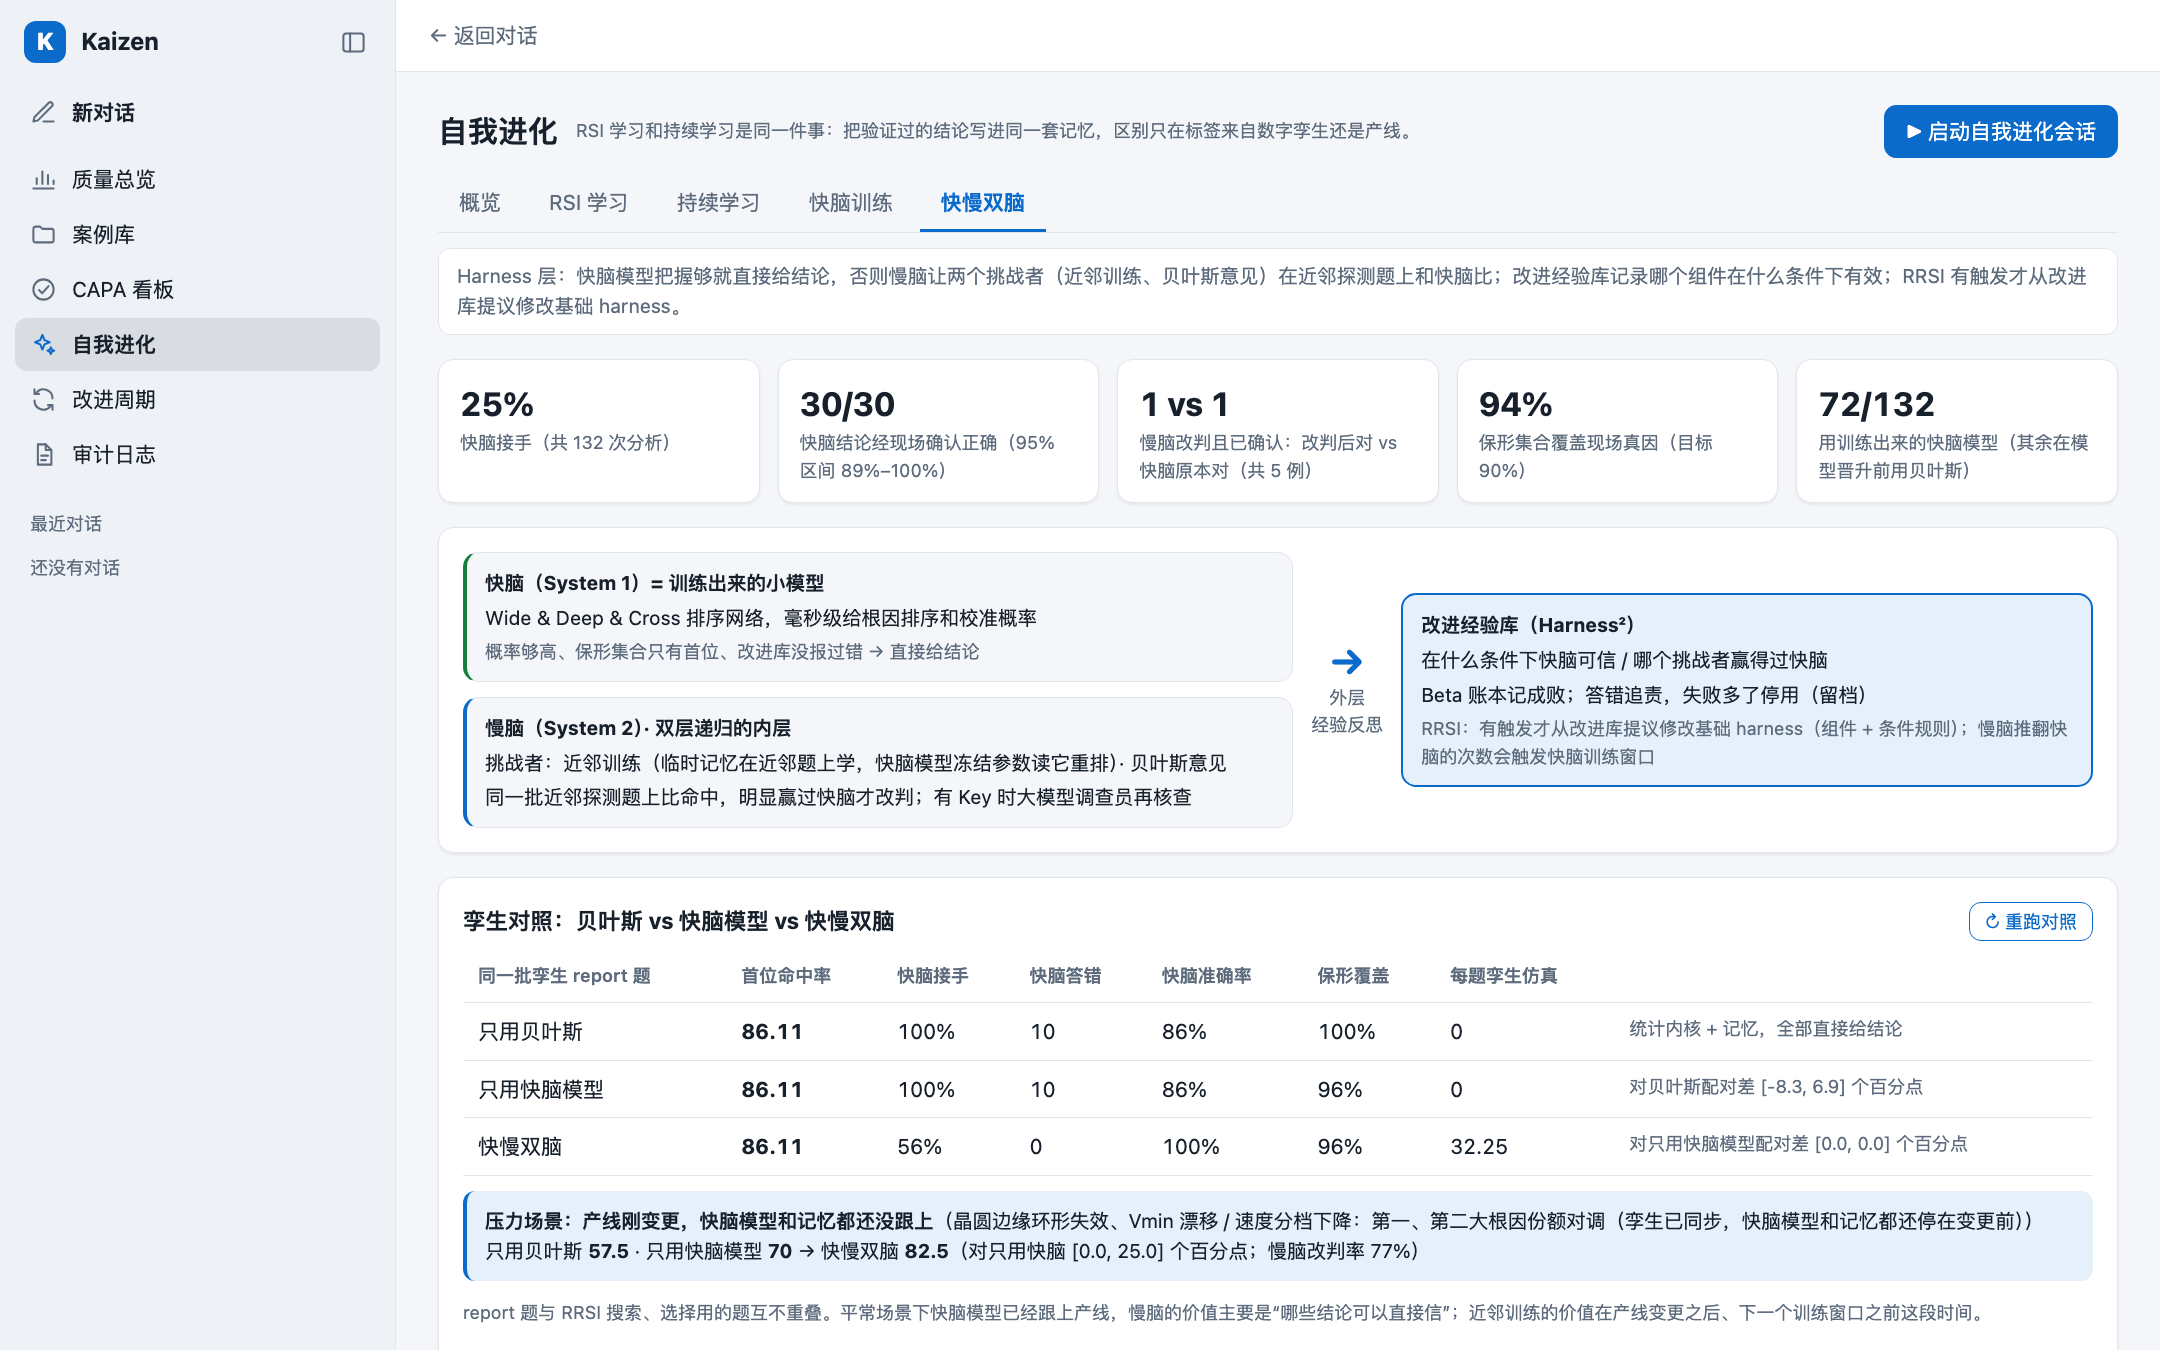 K Kaizen
新对话
质量总览
案例库
CAPA 看板
自我进化
改进周期
审计日志
最近对话
还没有对话
← 返回对话
自我进化 RSI 学习和持续学习是同一件事：把验证过的结论写进同一套记忆，区别只在标签来自数字孪生还是产线。
▶ 启动自我进化会话
概览 RSI 学习 持续学习 快脑训练 快慢双脑
Harness 层：快脑模型把握够就直接给结论，否则慢脑让两个挑战者（近邻训练、贝叶斯意见）在近邻探测题上和快脑比；改进经验库记录哪个组件在什么条件下有效；RRSI 有触发才从改进
库提议修改基础 harness。
25%
快脑接手（共 132 次分析）
30/30
快脑结论经现场确认正确（95%
区间 89%–100%）
1 vs 1
慢脑改判且已确认：改判后对 vs
快脑原本对（共 5 例）
94%
保形集合覆盖现场真因（目标
90%）
72/132
用训练出来的快脑模型（其余在模
型晋升前用贝叶斯）
快脑（System 1）= 训练出来的小模型
Wide & Deep & Cross 排序网络，毫秒级给根因排序和校准概率
概率够高、保形集合只有首位、改进库没报过错 → 直接给结论
慢脑（System 2）· 双层递归的内层
挑战者：近邻训练（临时记忆在近邻题上学，快脑模型冻结参数读它重排）· 贝叶斯意见
同一批近邻探测题上比命中，明显赢过快脑才改判；有 Key 时大模型调查员再核查
→
外层
经验反思
改进经验库（Harness²）
在什么条件下快脑可信 / 哪个挑战者赢得过快脑
Beta 账本记成败；答错追责，失败多了停用（留档）
RRSI：有触发才从改进库提议修改基础 harness（组件 + 条件规则）；慢脑推翻快
脑的次数会触发快脑训练窗口
孪生对照：贝叶斯 vs 快脑模型 vs 快慢双脑
↻ 重跑对照
同一批孪生 report 题 首位命中率 快脑接手 快脑答错 快脑准确率 保形覆盖 每题孪生仿真
只用贝叶斯 86.11 100% 10 86% 100% 0 统计内核 + 记忆，全部直接给结论
只用快脑模型 86.11 100% 10 86% 96% 0 对贝叶斯配对差 [-8.3, 6.9] 个百分点
快慢双脑 86.11 56% 0 100% 96% 32.25 对只用快脑模型配对差 [0.0, 0.0] 个百分点
压力场景：产线刚变更，快脑模型和记忆都还没跟上（晶圆边缘环形失效、Vmin 漂移 / 速度分档下降：第一、第二大根因份额对调（孪生已同步，快脑模型和记忆都还停在变更前））
只用贝叶斯 57.5 · 只用快脑模型 70 → 快慢双脑 82.5（对只用快脑 [0.0, 25.0] 个百分点；慢脑改判率 77%）
report 题与 RRSI 搜索、选择用的题互不重叠。平常场景下快脑模型已经跟上产线，慢脑的价值主要是“哪些结论可以直接信”；近邻训练的价值在产线变更之后、下一个训练窗口之前这段时间。